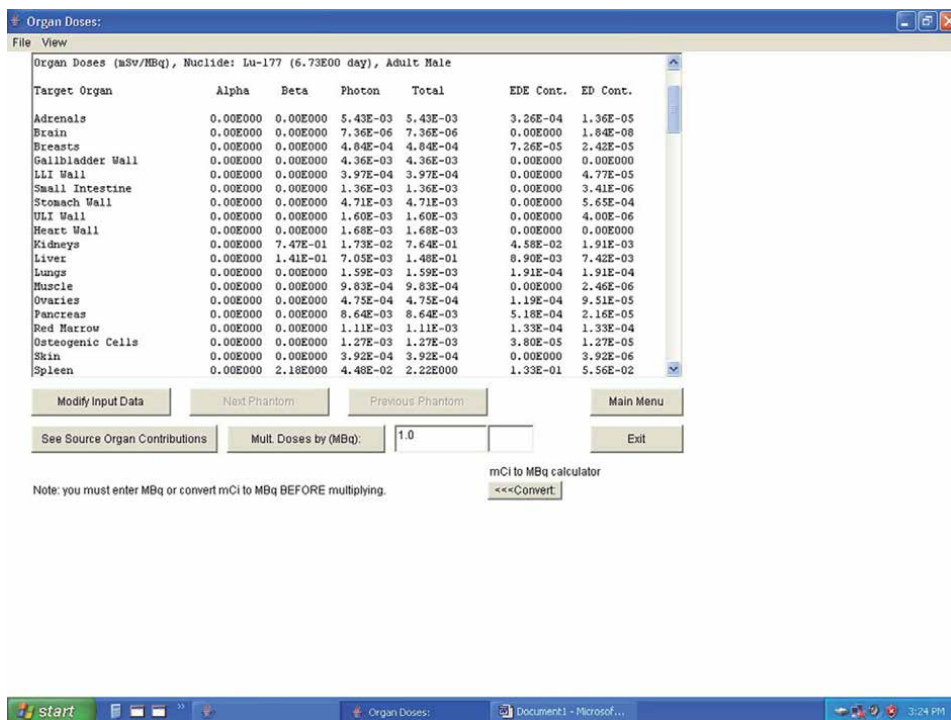 Organ Doses:
File View
Organ Doses (mSv/MBq), Nuclide: Lu-177 (6.73E00 day), Adult Male
Target Organ Alpha Beta Photon Total EDE Cont. ED Cont.
Adrenals 0.00E000 0.00E000 5.43E-03 5.43E-03 3.26E-04 1.36E-05
Brain 0.00E000 0.00E000 7.36E-06 7.36E-06 0.00E000 1.84E-08
Breasts 0.00E000 0.00E000 4.84E-04 4.84E-04 7.26E-05 2.42E-05
Gallbladder Wall 0.00E000 0.00E000 4.36E-03 4.36E-03 0.00E000 0.00E000
LLI Wall 0.00E000 0.00E000 3.97E-04 3.97E-04 0.00E000 4.77E-05
Small Intestine 0.00E000 0.00E000 1.36E-03 1.36E-03 0.00E000 3.41E-06
Stomach Wall 0.00E000 0.00E000 4.71E-03 4.71E-03 0.00E000 5.65E-04
ULI Wall 0.00E000 0.00E000 1.60E-03 1.60E-03 0.00E000 4.00E-06
Heart Wall 0.00E000 0.00E000 1.68E-03 1.68E-03 0.00E000 0.00E000
Kidneys 0.00E000 7.47E-01 1.73E-02 7.64E-01 4.58E-02 1.91E-03
Liver 0.00E000 1.41E-01 7.05E-03 1.48E-01 8.90E-03 7.42E-03
Lungs 0.00E000 0.00E000 1.59E-03 1.59E-03 1.91E-04 1.91E-04
Muscle 0.00E000 0.00E000 9.83E-04 9.83E-04 0.00E000 2.46E-06
Ovaries 0.00E000 0.00E000 4.75E-04 4.75E-04 1.19E-04 9.51E-05
Pancreas 0.00E000 0.00E000 8.64E-03 8.64E-03 5.18E-04 2.16E-05
Red Marrow 0.00E000 0.00E000 1.11E-03 1.11E-03 1.33E-04 1.33E-04
Osteogenic Cells 0.00E000 0.00E000 1.27E-03 1.27E-03 3.80E-05 1.27E-05
Skin 0.00E000 0.00E000 3.92E-04 3.92E-04 0.00E000 3.92E-06
Spleen 0.00E000 2.18E000 4.48E-02 2.22E000 1.33E-01 5.56E-02
Modify Input Data Next Phantom Previous Phantom Main Menu
See Source Organ Contributions Mult. Doses by (MBq): 1.0 Exit
mCi to MBq calculator
Note: you must enter MBq or convert mCi to MBq BEFORE multiplying. <<<Convert
start Organ Doses: Document1 - Microsof... 3:24 PM